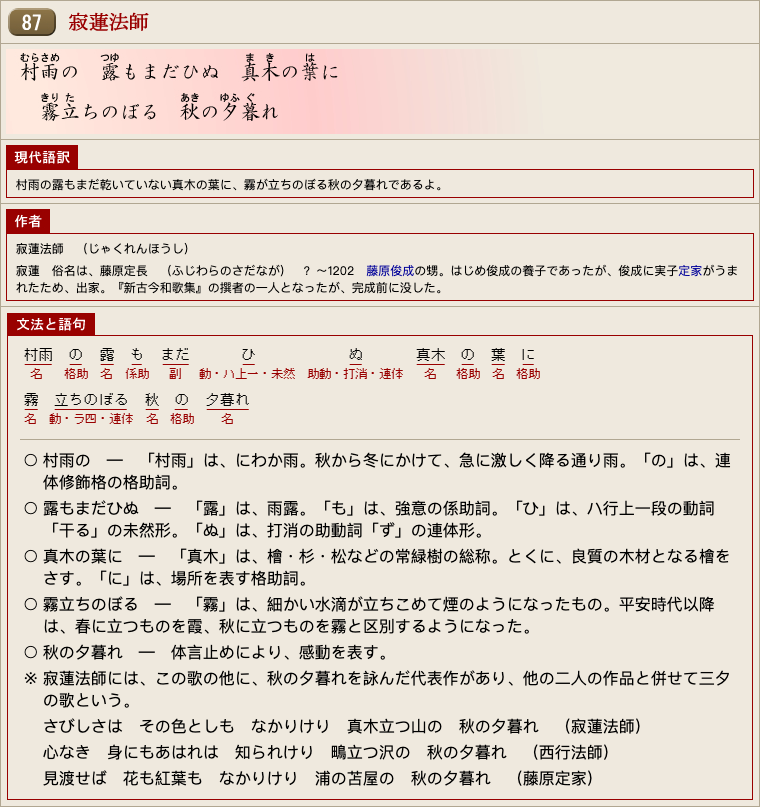 87 寂蓮法師
むらさめ つゆ ま き は
村雨の 露もまだひぬ 真木の葉に
きり た あき ゆふ ぐ
霧立ちのぼる 秋の夕暮れ
現代語訳
村雨の露もまだ乾いていない真木の葉に、霧が立ちのぼる秋の夕暮れであるよ。
作者
寂蓮法師 (じゃくれんほうし)
寂蓮 俗名は、藤原定長 (ふじわらのさだなが) ? ～1202 藤原俊成の甥。はじめ俊成の養子であったが、俊成に実子定家がうま
れたため、出家。『新古今和歌集』の撰者の一人となったが、完成前に没した。
文法と語句
村雨 の 露 も まだ ひ ぬ 真木 の 葉 に
名 格助 名 係助 副 動・ハ上一・未然 助動・打消・連体 名 格助 名 格助
霧 立ちのぼる 秋 の 夕暮れ
名 動・ラ四・連体 名 格助 名
○ 村雨の ― 「村雨」は、にわか雨。秋から冬にかけて、急に激しく降る通り雨。「の」は、連
体修飾格の格助詞。
○ 露もまだひぬ ― 「露」は、雨露。「も」は、強意の係助詞。「ひ」は、ハ行上一段の動詞
「干る」の未然形。「ぬ」は、打消の助動詞「ず」の連体形。
○ 真木の葉に ― 「真木」は、檜・杉・松などの常緑樹の総称。とくに、良質の木材となる檜を
さす。「に」は、場所を表す格助詞。
○ 霧立ちのぼる ― 「霧」は、細かい水滴が立ちこめて煙のようになったもの。平安時代以降
は、春に立つものを霞、秋に立つものを霧と区別するようになった。
○ 秋の夕暮れ ― 体言止めにより、感動を表す。
※ 寂蓮法師には、この歌の他に、秋の夕暮れを詠んだ代表作があり、他の二人の作品と併せて三夕
の歌という。
さびしさは その色としも なかりけり 真木立つ山の 秋の夕暮れ (寂蓮法師)
心なき 身にもあはれは 知られけり 鴫立つ沢の 秋の夕暮れ (西行法師)
見渡せば 花も紅葉も なかりけり 浦の苫屋の 秋の夕暮れ (藤原定家)